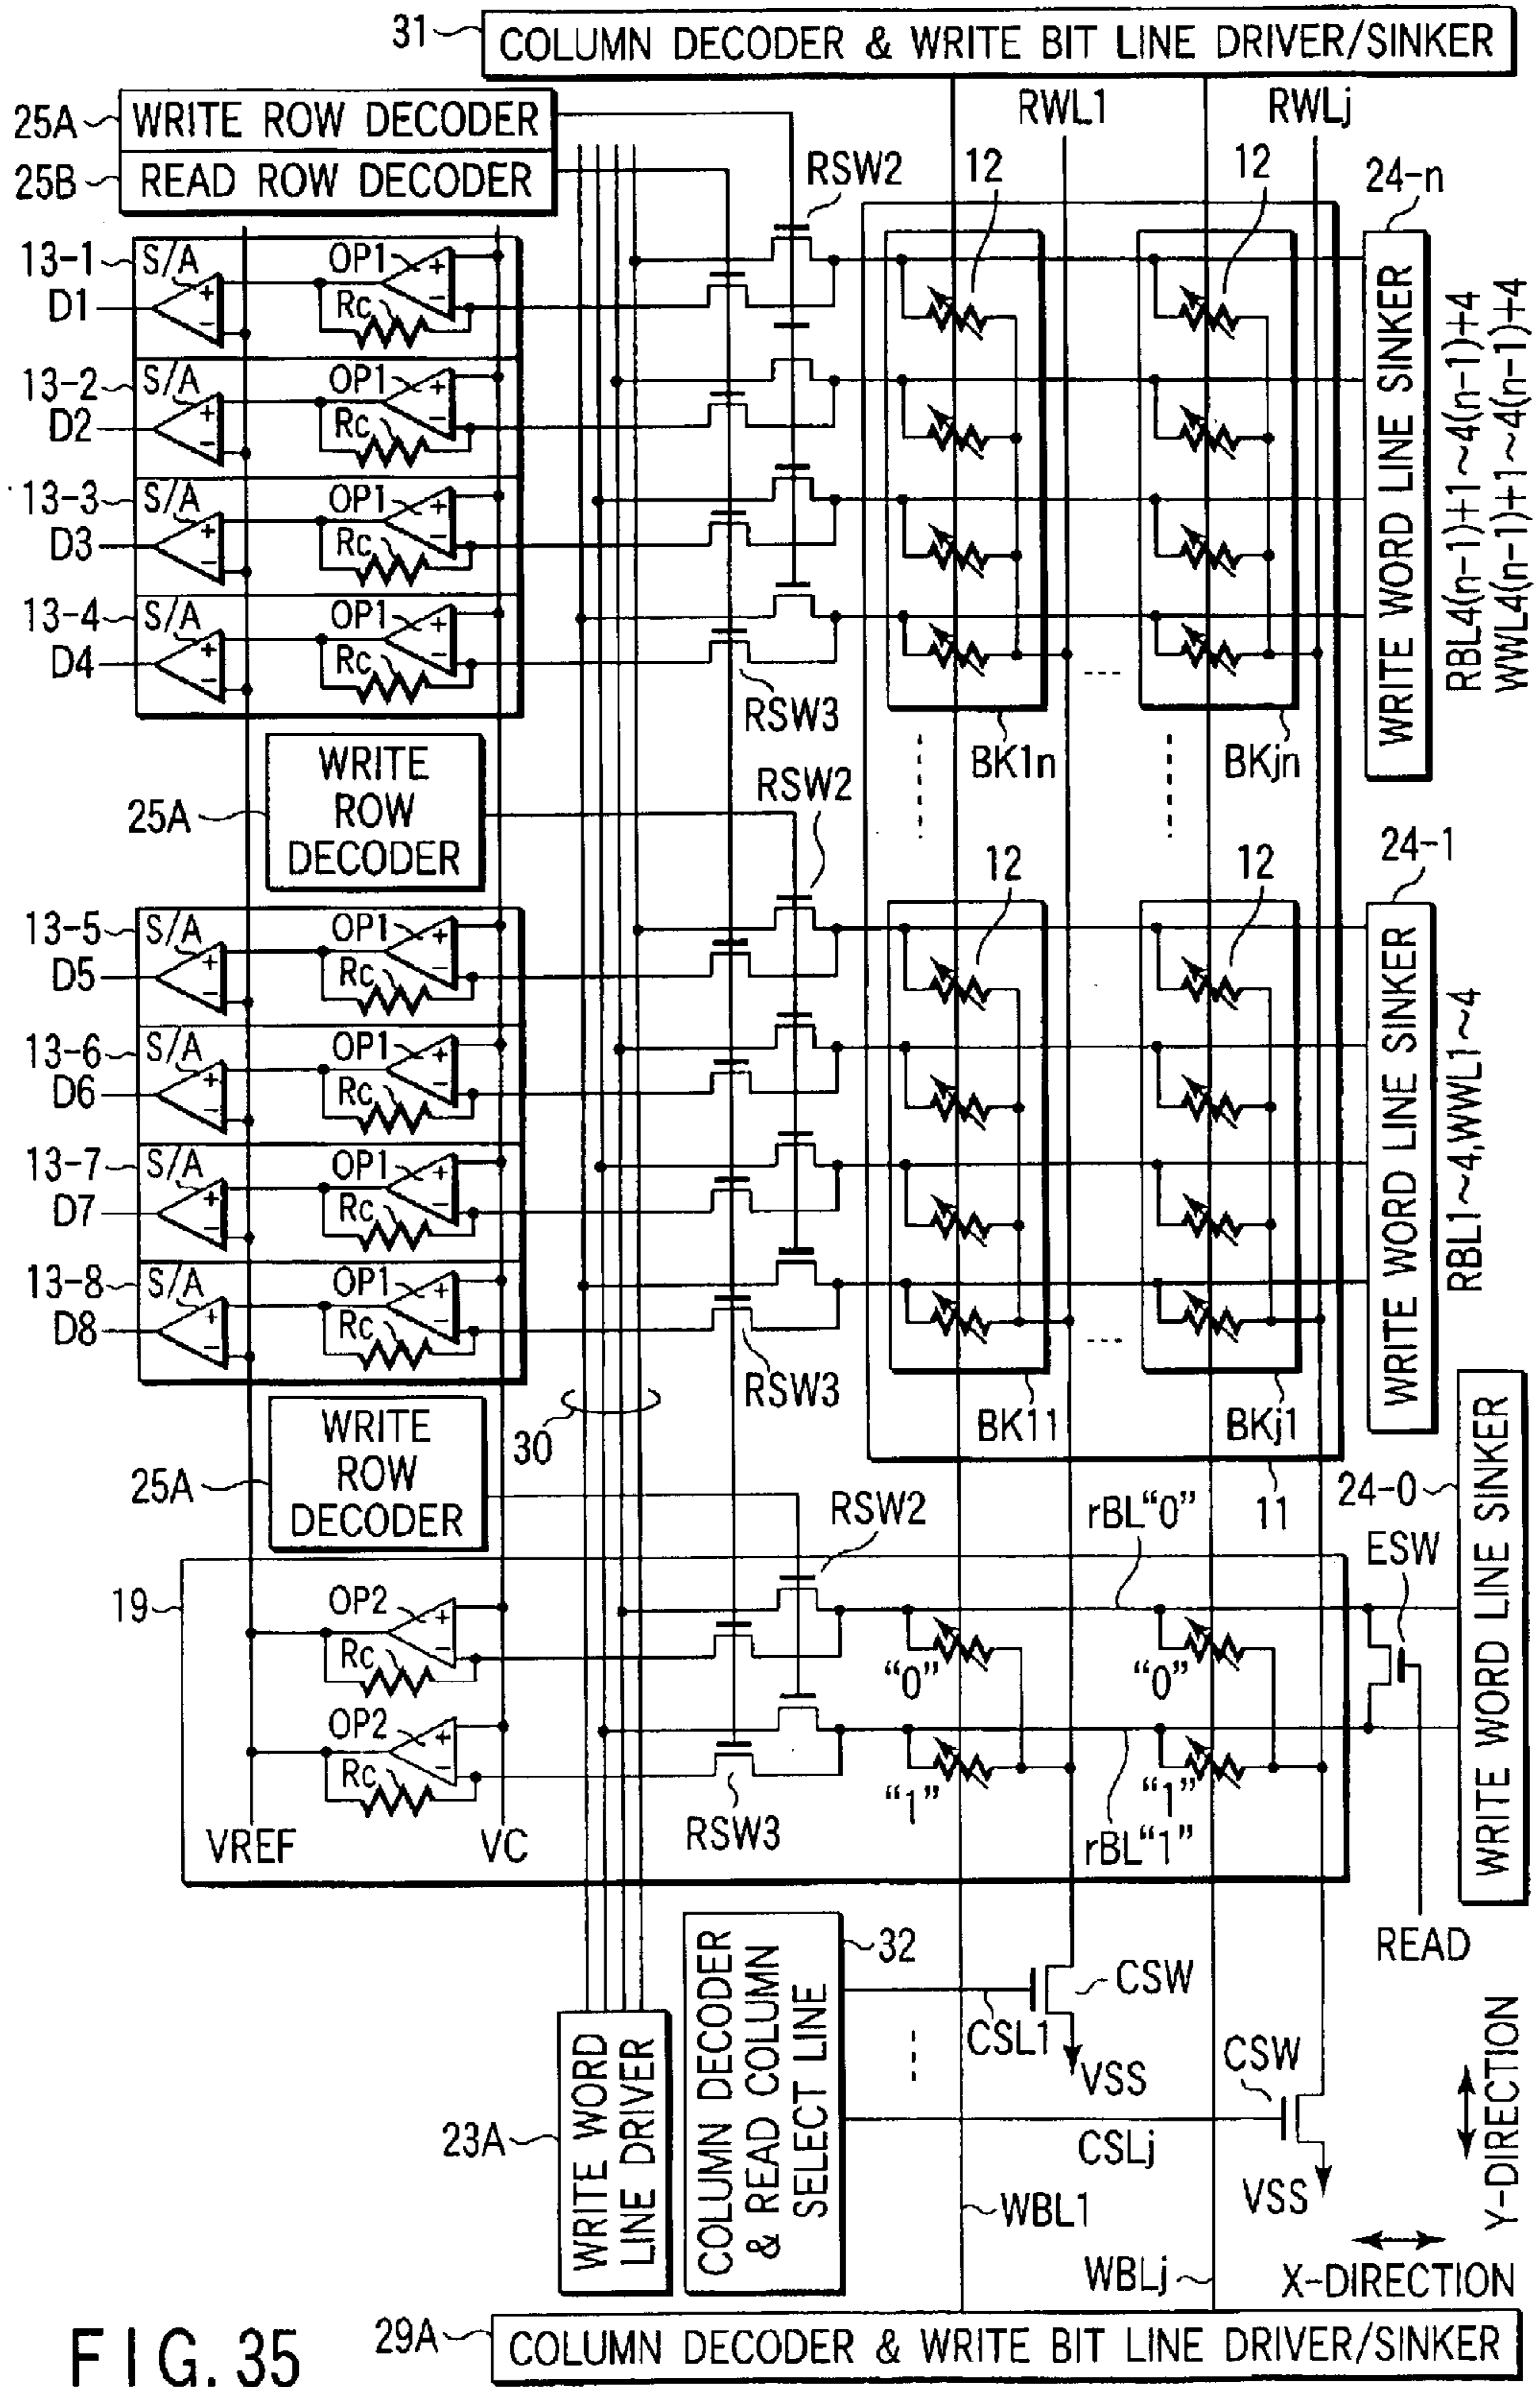 31 COLUMN DECODER & WRITE BIT LINE DRIVER/SINKER
25A WRITE ROW DECODER
25B READ ROW DECODER
RWL1
RWLj
RSW2
12
12
24-n
13-1 S/A + − OP1 + − Rc
D1
13-2 S/A + − OP1 + − Rc
D2
13-3 S/A + − OP1 + − Rc
D3
13-4 S/A + − OP1 + − Rc
D4
RSW3
BK1n
BKjn
WRITE WORD LINE SINKER
RBL4(n-1)+1~4(n-1)+4
WWL4(n-1)+1~4(n-1)+4
25A
WRITE
ROW
DECODER
RSW2
12
12
24-1
13-5 S/A + − OP1 + − Rc
D5
13-6 S/A + − OP1 + − Rc
D6
13-7 S/A + − OP1 + − Rc
D7
13-8 S/A + − OP1 + − Rc
D8
RSW3
30
BK11
BKj1
11
WRITE WORD LINE SINKER
RBL1~4,WWL1~4
25A
WRITE
ROW
DECODER
RSW2
rBL“0”
24-0
ESW
WRITE WORD LINE SINKER
19
OP2 + − Rc
“0”
“0”
OP2 + − Rc
“1”
“1”
VREF
VC
RSW3
rBL“1”
READ
32
COLUMN DECODER
& READ COLUMN
SELECT LINE
CSW
CSL1
VSS
CSW
CSLj
VSS
23A
WRITE WORD
LINE DRIVER
WBL1
WBLj
Y-DIRECTION
X-DIRECTION
29A COLUMN DECODER & WRITE BIT LINE DRIVER/SINKER
FIG. 35